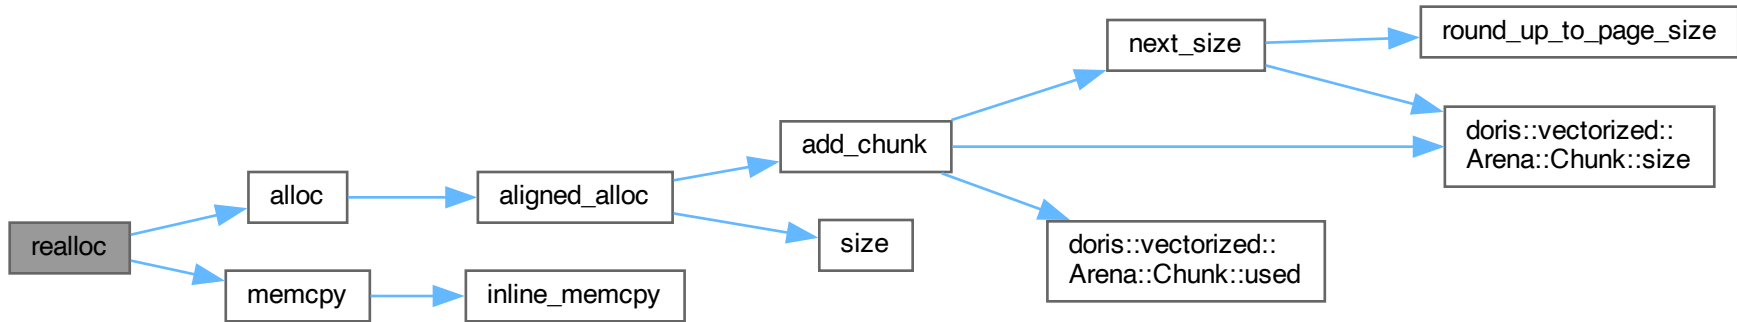 realloc
alloc
memcpy
aligned_alloc
inline_memcpy
add_chunk
size
next_size
doris::vectorized::
Arena::Chunk::used
round_up_to_page_size
doris::vectorized::
Arena::Chunk::size